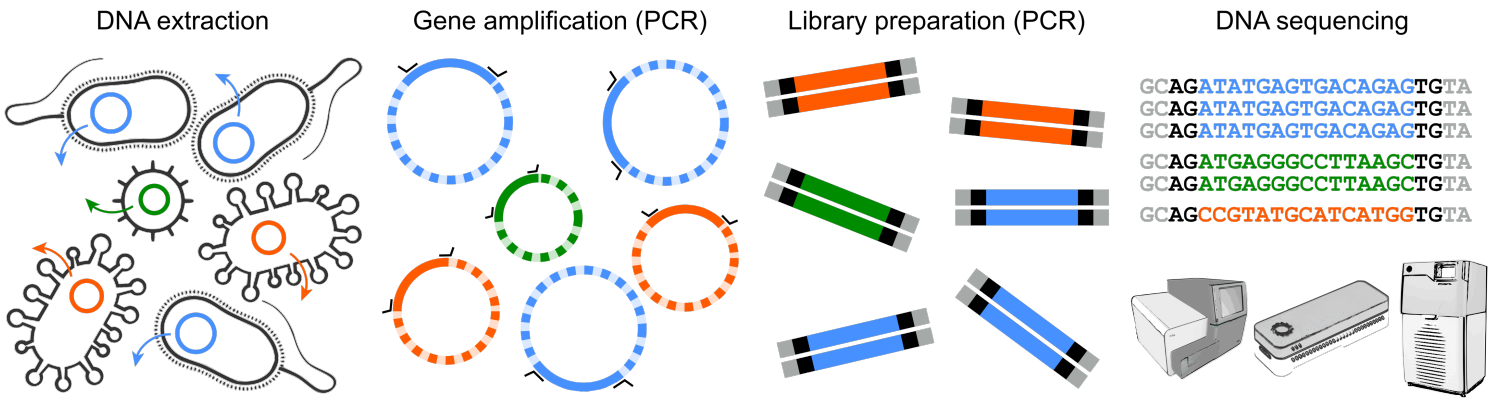 DNA extraction
Gene amplification (PCR)
Library preparation (PCR)
DNA sequencing
GCAGATATGAGTGACAGAGTGTA
GCAGATATGAGTGACAGAGTGTA
GCAGATATGAGTGACAGAGTGTA
GCAGATGAGGGCCTTAAGCTGTA
GCAGATGAGGGCCTTAAGCTGTA
GCAGCCGTATGCATCATGGTGTA